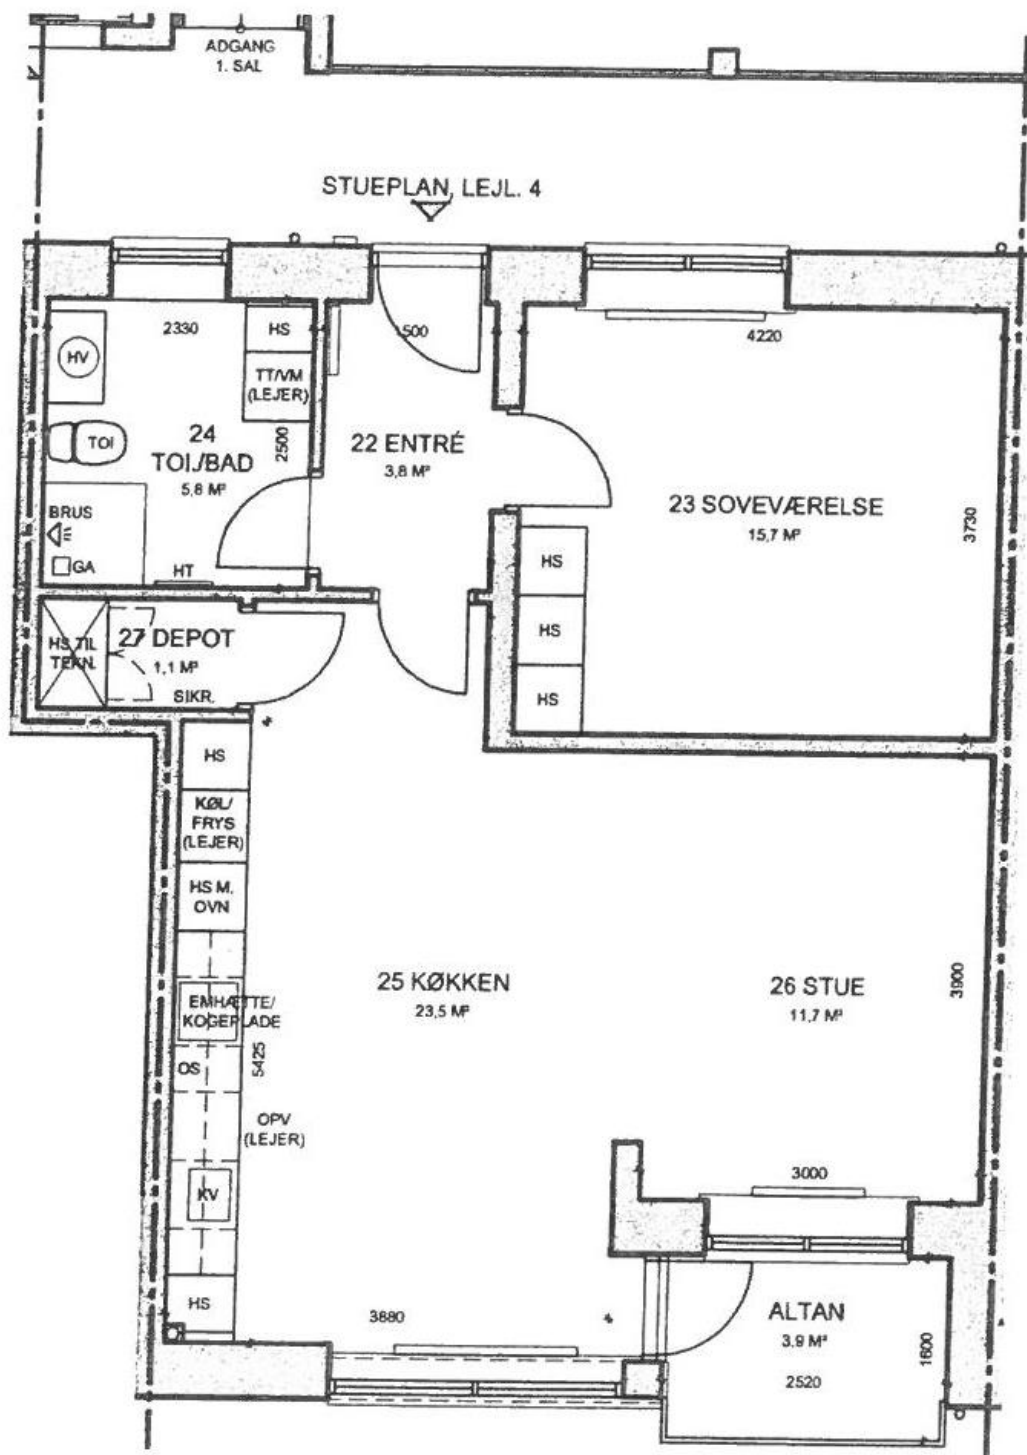 ADGANG
1. SAL
STUEPLAN, LEJL. 4
2330
HS
HV
TT/VM
(LEJER)
500
4220
24
TOI./BAD
5,8 M²
2500
TOI
BRUS
GA
HT
22 ENTRÉ
3,8 M²
23 SOVEVÆRELSE
15,7 M²
3730
HS
HS
HS
HS TIL
TEKN.
27 DEPOT
1,1 M²
SIKR.
HS
KØL/
FRYS
(LEJER)
HS M.
OVN
EMHÆTTE/
KOGEPLADE
OS
5425
OPV
(LEJER)
KV
HS
25 KØKKEN
23,5 M²
26 STUE
11,7 M²
3900
3000
3880
ALTAN
3,9 M²
2520
1600